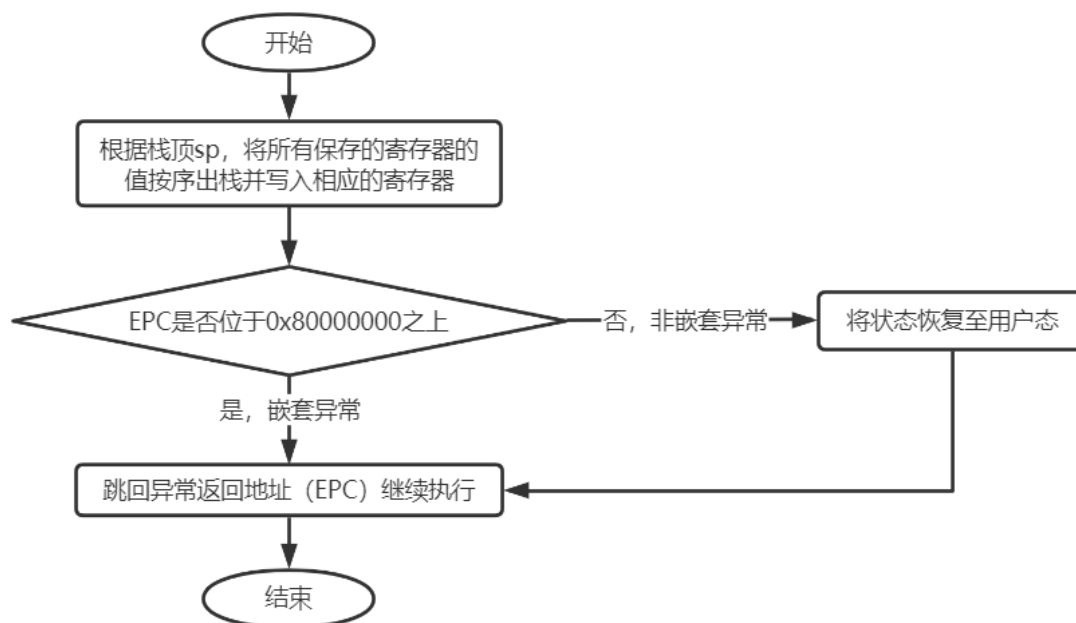 开始
根据栈顶sp，将所有保存的寄存器的
值按序出栈并写入相应的寄存器
EPC是否位于0x80000000之上
否，非嵌套异常
将状态恢复至用户态
是，嵌套异常
跳回异常返回地址（EPC）继续执行
结束